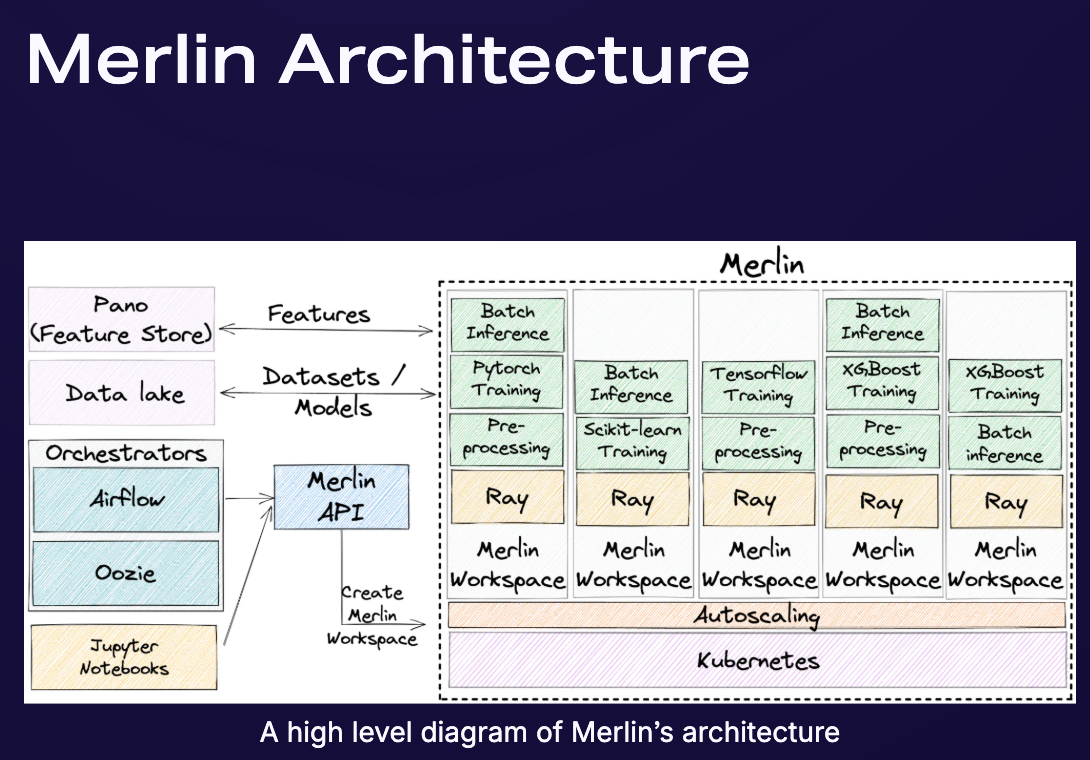 Merlin Architecture
Merlin
Pano
(Feature Store)
Data lake
Features
Datasets /
Models
Orchestrators
Airflow
Oozie
Jupyter
Notebooks
Merlin
API
Create
Merlin
Workspace
Batch
Inference
Pytorch
Training
Pre-
processing
Ray
Merlin
Workspace
Batch
Inference
Scikit-learn
Training
Ray
Merlin
Workspace
Tensorflow
Training
Pre-
processing
Ray
Merlin
Workspace
Batch
Inference
XGBoost
Training
Pre-
processing
Ray
Merlin
Workspace
XGBoost
Training
Batch
inference
Ray
Merlin
Workspace
Autoscaling
Kubernetes
A high level diagram of Merlin’s architecture